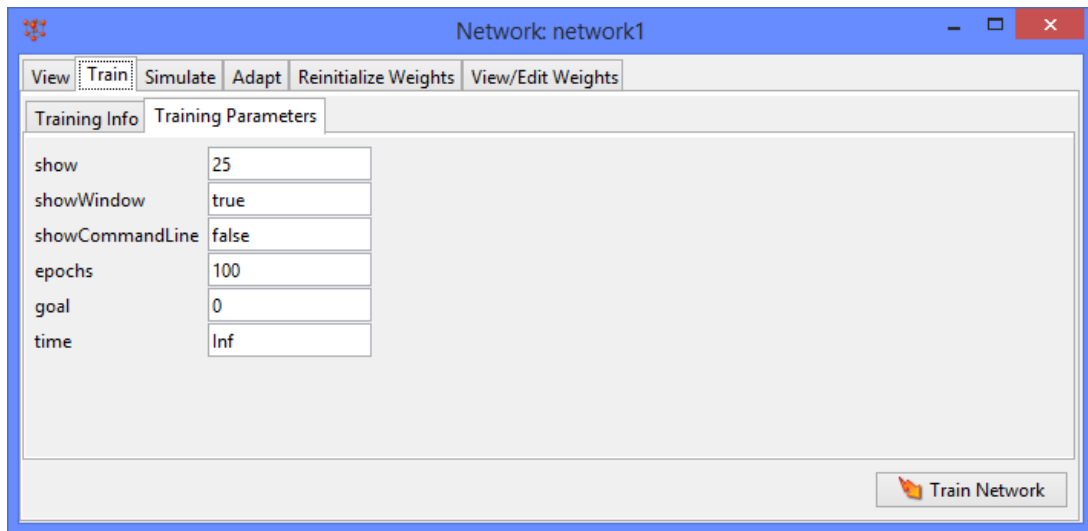 Network: network1
View Train Simulate Adapt Reinitialize Weights View/Edit Weights
Training Info Training Parameters
show 25
showWindow true
showCommandLine false
epochs 100
goal 0
time Inf
Train Network